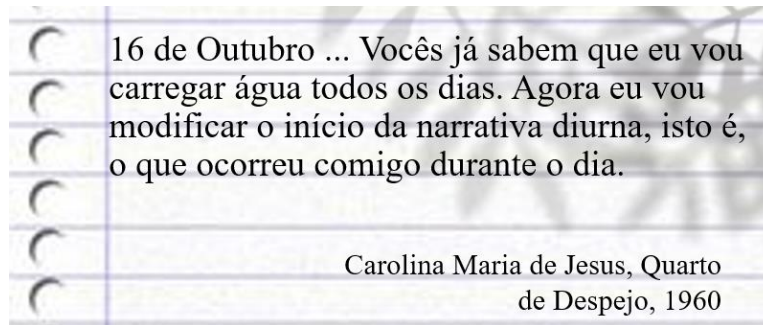 16 de Outubro ... Vocês já sabem que eu vou
carregar água todos os dias. Agora eu vou
modificar o início da narrativa diurna, isto é,
o que ocorreu comigo durante o dia.
Carolina Maria de Jesus, Quarto
de Despejo, 1960